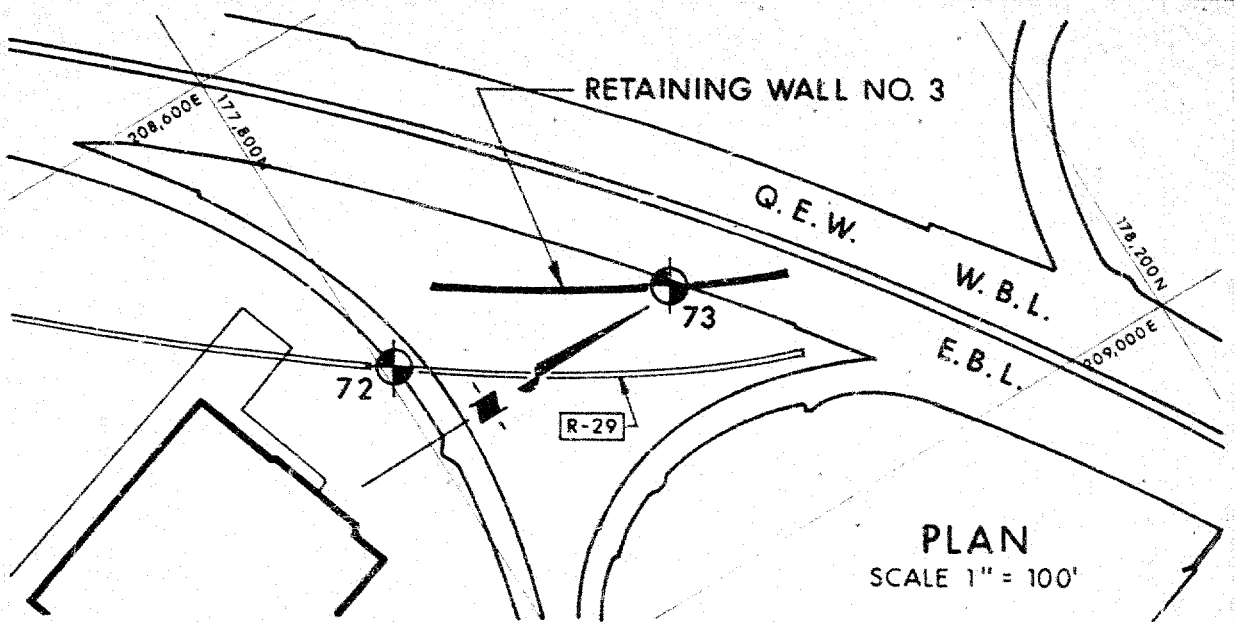 RETAINING WALL NO. 3
208,600E
177,800N
Q.E.W.
W.B.L.
178,200N
209,000E
E.B.L.
73
72
R-29
PLAN
SCALE 1" = 100'